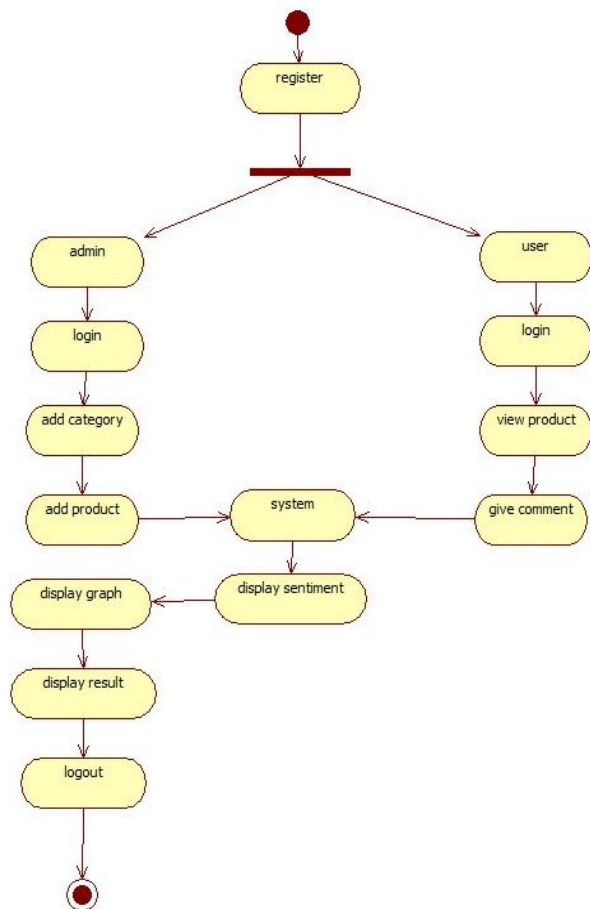 register
admin
user
login
login
add category
view product
add product
system
give comment
display graph
display sentiment
display result
logout